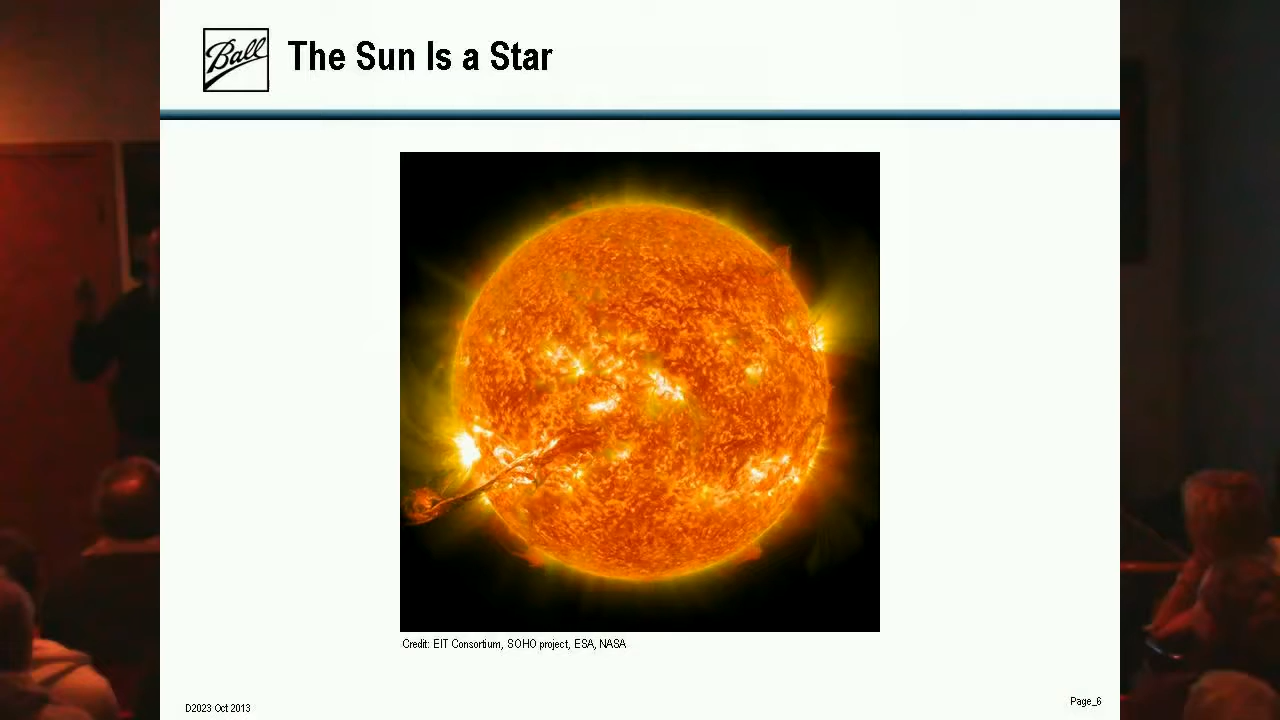 Ball
The Sun Is a Star
Credit: EIT Consortium, SOHO project, ESA, NASA
D2023 Oct 2013
Page_6